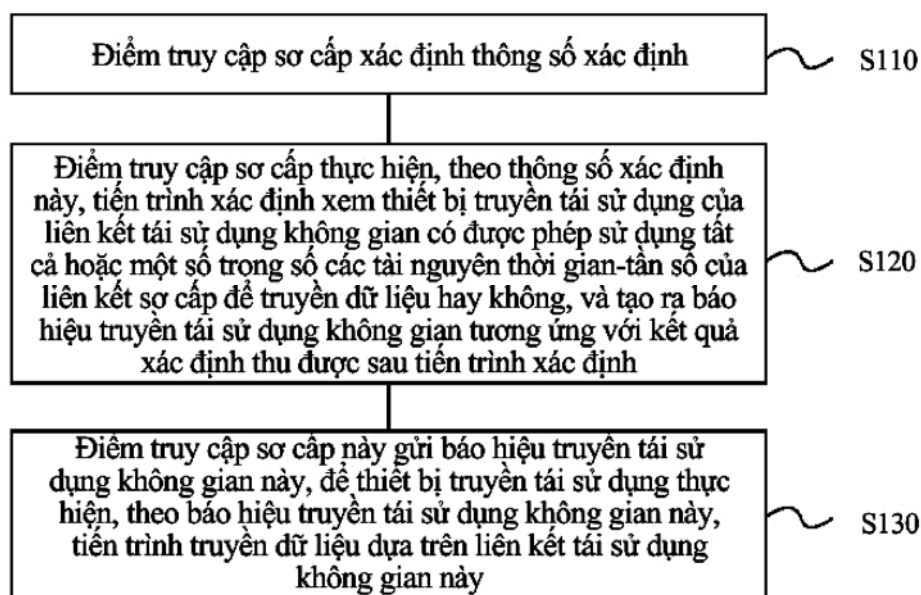 Điểm truy cập sơ cấp xác định thông số xác định
S110
Điểm truy cập sơ cấp thực hiện, theo thông số xác định
này, tiến trình xác định xem thiết bị truyền tái sử dụng của
liên kết tái sử dụng không gian có được phép sử dụng tất
cả hoặc một số trong số các tài nguyên thời gian-tần số của
liên kết sơ cấp để truyền dữ liệu hay không, và tạo ra báo
hiệu truyền tái sử dụng không gian tương ứng với kết quả
xác định thu được sau tiến trình xác định
S120
Điểm truy cập sơ cấp này gửi báo hiệu truyền tái sử
dụng không gian này, để thiết bị truyền tái sử dụng thực
hiện, theo báo hiệu truyền tái sử dụng không gian này,
tiến trình truyền dữ liệu dựa trên liên kết tái sử dụng
không gian này
S130